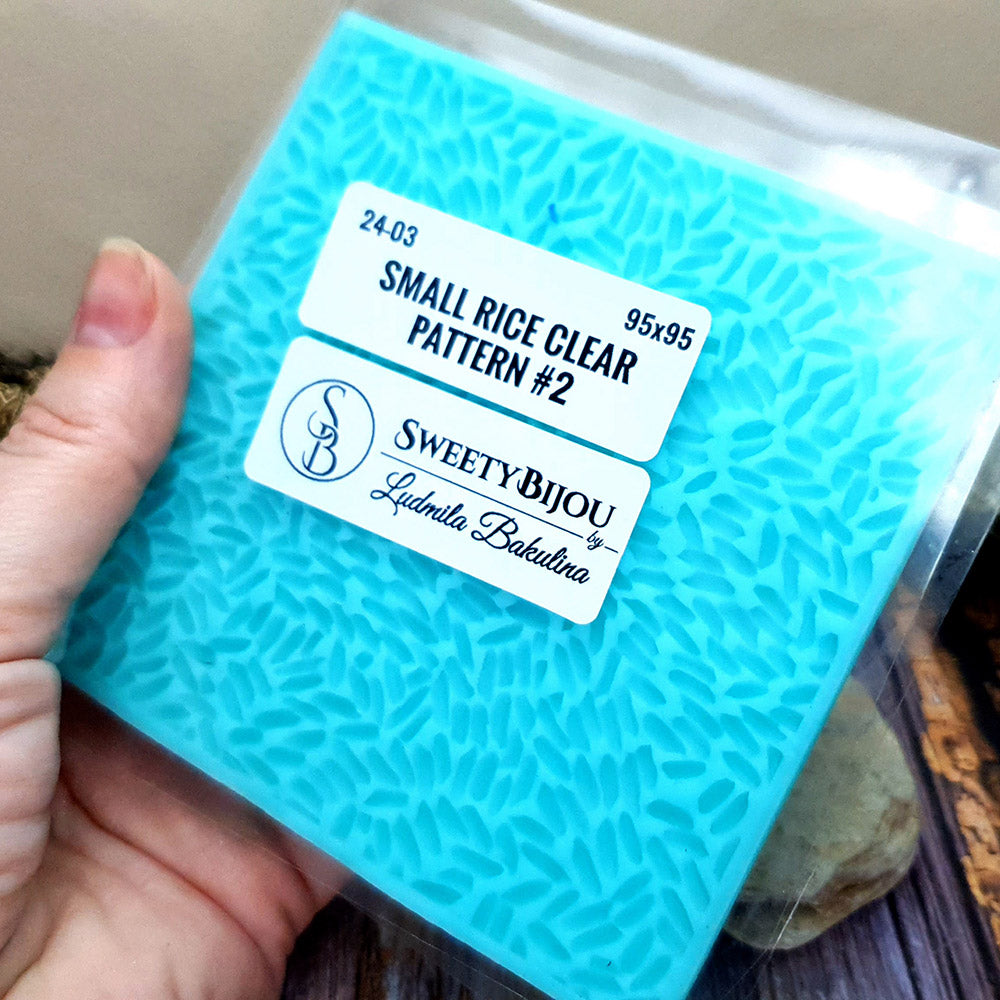 24-03
SMALL RICE CLEAR
PATTERN #2
95x95
SB
SWEETYBIJOU
by
Ludmila Bakulina